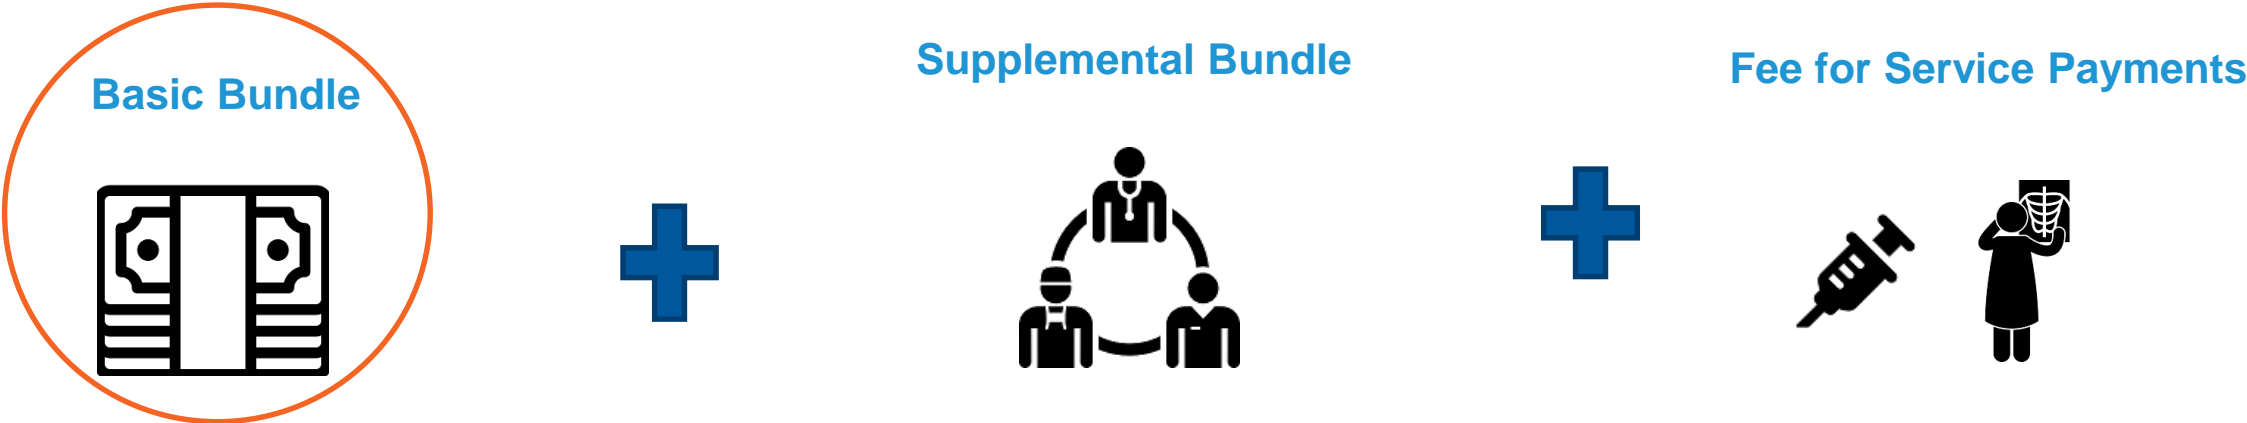 Basic Bundle
Supplemental Bundle
Fee for Service Payments